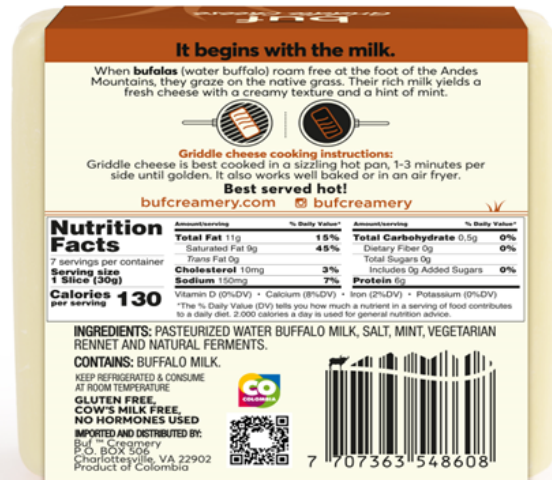 buf
Griddle Cheese
It begins with the milk.
When bufalas (water buffalo) roam free at the foot of the Andes
Mountains, they graze on the native grass. Their rich milk yields a
fresh cheese with a creamy texture and a hint of mint.
Griddle cheese cooking instructions:
Griddle cheese is best cooked in a sizzling hot pan, 1-3 minutes per
side until golden. It also works well baked or in an air fryer.
Best served hot!
bufcreamery.com bufcreamery
Nutrition
Facts
7 servings per container
Serving size
1 Slice (30g)
Calories 130
per serving
Amount/serving % Daily Value*
Total Fat 11g 15%
Saturated Fat 9g 45%
Trans Fat 0g
Cholesterol 10mg 3%
Sodium 150mg 7%
Amount/serving % Daily Value*
Total Carbohydrate 0,5g 0%
Dietary Fiber 0g 0%
Total Sugars 0g
Includes 0g Added Sugars 0%
Protein 6g
Vitamin D (0%DV) • Calcium (8%DV) • Iron (2%DV) • Potassium (0%DV)
*The % Daily Value (DV) tells you how much a nutrient in a serving of food contributes
to a daily diet. 2.000 calories a day is used for general nutrition advice.
INGREDIENTS: PASTEURIZED WATER BUFFALO MILK, SALT, MINT, VEGETARIAN
RENNET AND NATURAL FERMENTS.
CONTAINS: BUFFALO MILK.
KEEP REFRIGERATED & CONSUME
AT ROOM TEMPERATURE
GLUTEN FREE,
COW'S MILK FREE,
NO HORMONES USED
IMPORTED AND DISTRIBUTED BY:
Buf ™ Creamery
P.O. BOX 506
Charlottesville, VA 22902
Product of Colombia
CO
COLOMBIA
7 707363 548608